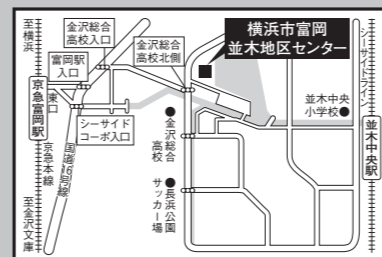 至横浜
金沢総合
高校入口
金沢総合
高校北側
横浜市富岡
並木地区センター
シーサイドライン
富岡駅
入口
京急富岡駅
東口
シーサイド
コーポ入口
金沢総合
高校
並木中央
小学校
並木中央駅
京急本線
国道16号線
長浜公園
サッカー場
至金沢文庫